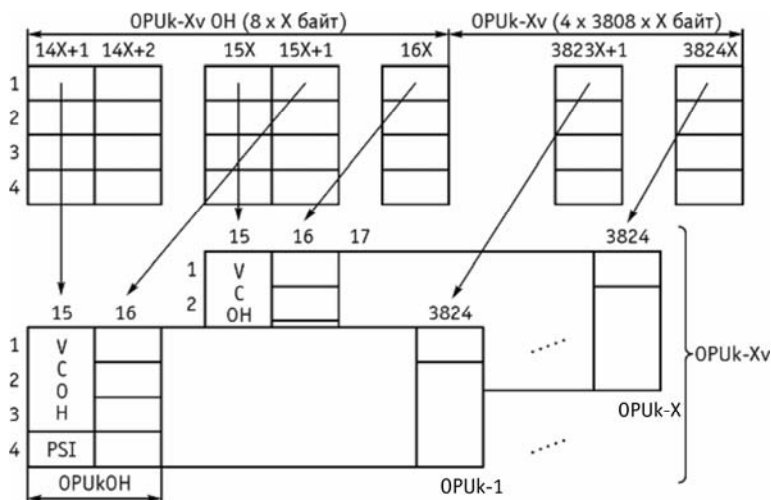 OPUk-Xv OH (8 x X байт) OPUk-Xv (4 x 3808 x X байт)
14X+1 14X+2 15X 15X+1 16X 3823X+1 3824X
1
2
3
4
15 16 17 3824
1 V
2 C
OH
15 16 3824
1 V
2 C
O
3 H
4 PSI
OPUkOH
OPUk-1
OPUk-X
OPUk-Xv